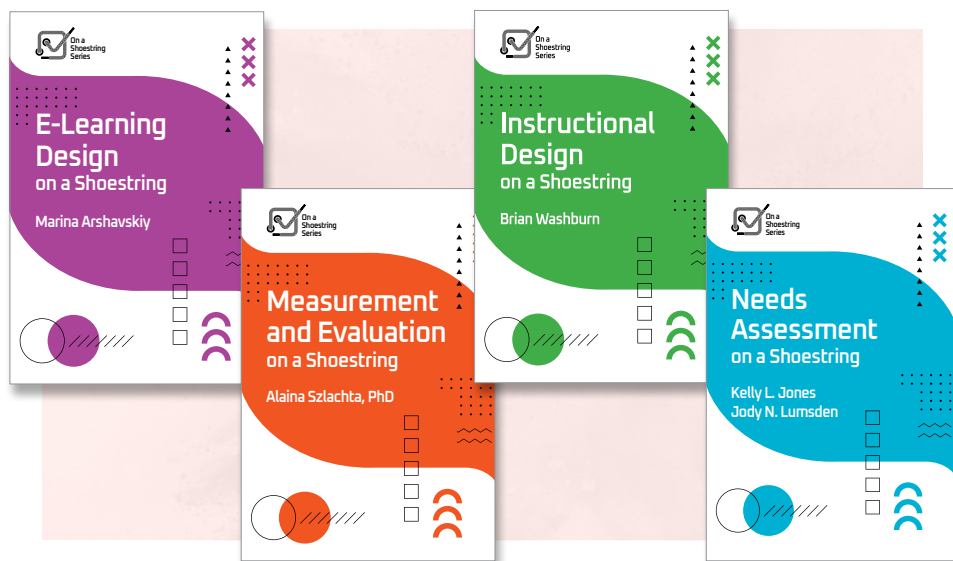 On a
Shoestring
Series
E-Learning
Design
on a Shoestring
Marina Arshavskiy
On a
Shoestring
Series
Measurement
and Evaluation
on a Shoestring
Alaina Szlachta, PhD
On a
Shoestring
Series
Instructional
Design
on a Shoestring
Brian Washburn
On a
Shoestring
Series
Needs
Assessment
on a Shoestring
Kelly L. Jones
Jody N. Lumsden